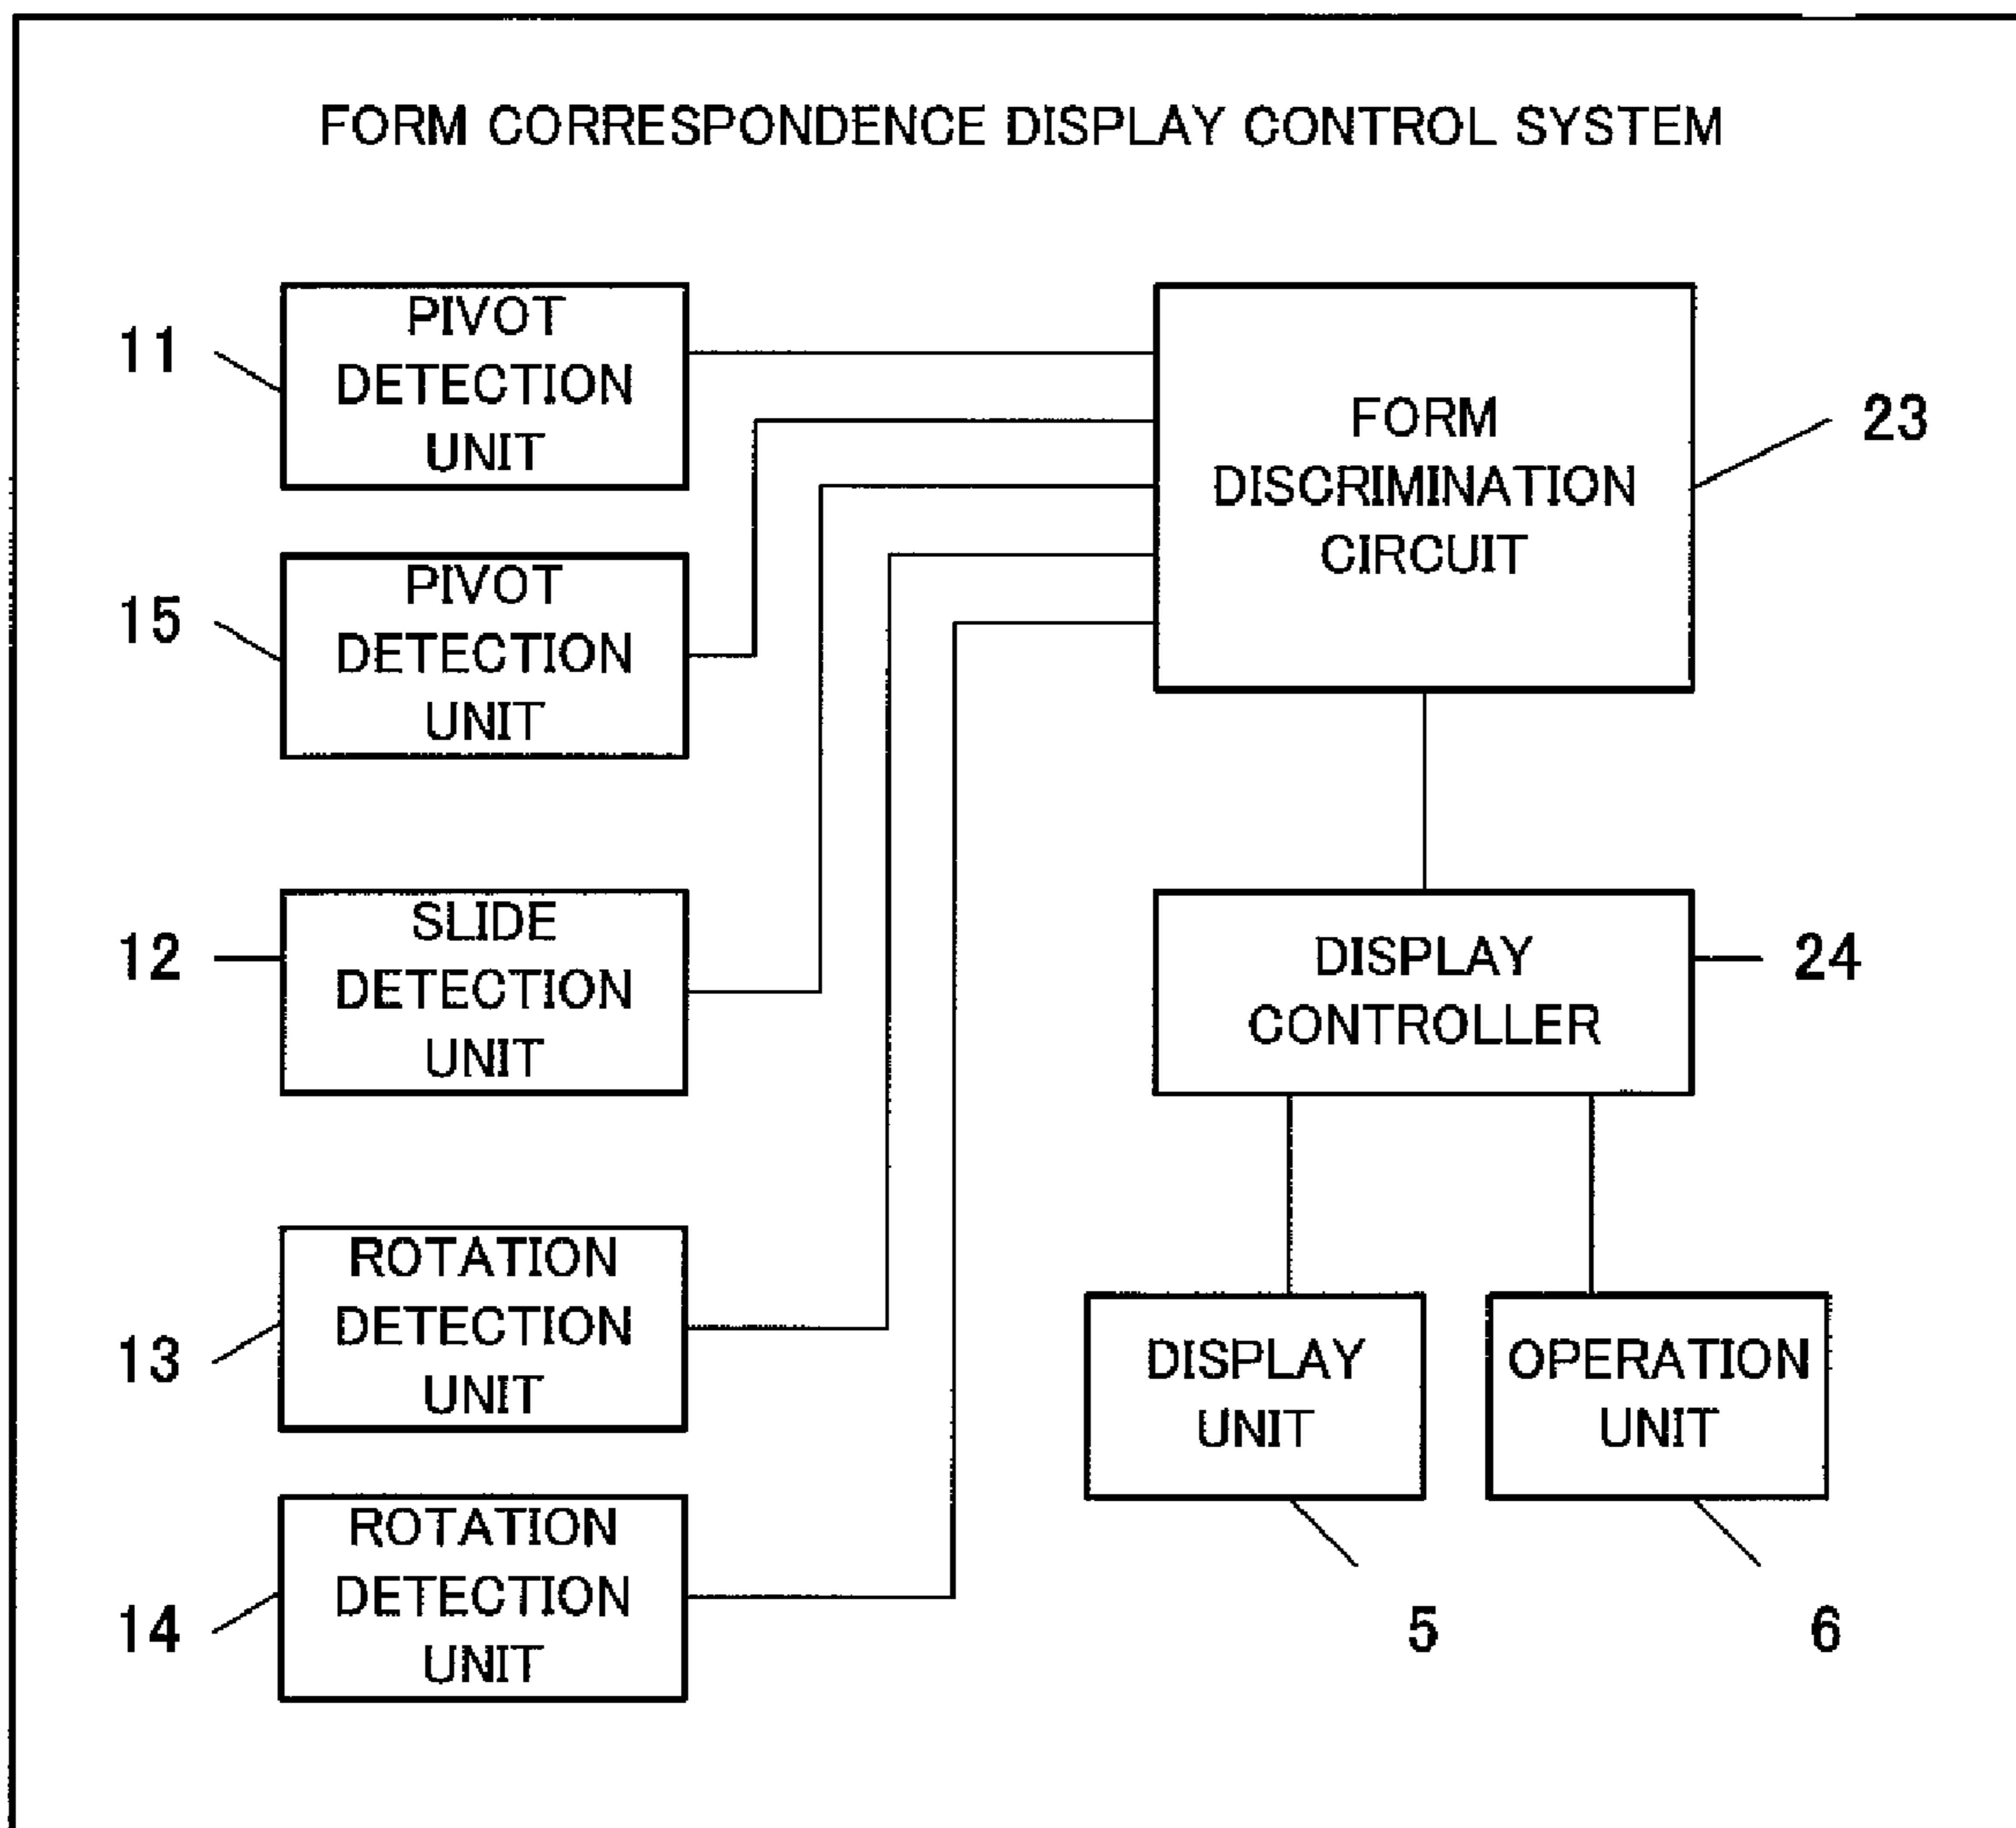 FORM CORRESPONDENCE DISPLAY CONTROL SYSTEM
11
PIVOT
DETECTION
UNIT
15
PIVOT
DETECTION
UNIT
12
SLIDE
DETECTION
UNIT
13
ROTATION
DETECTION
UNIT
14
ROTATION
DETECTION
UNIT
FORM
DISCRIMINATION
CIRCUIT
23
DISPLAY
CONTROLLER
24
DISPLAY
UNIT
5
OPERATION
UNIT
6